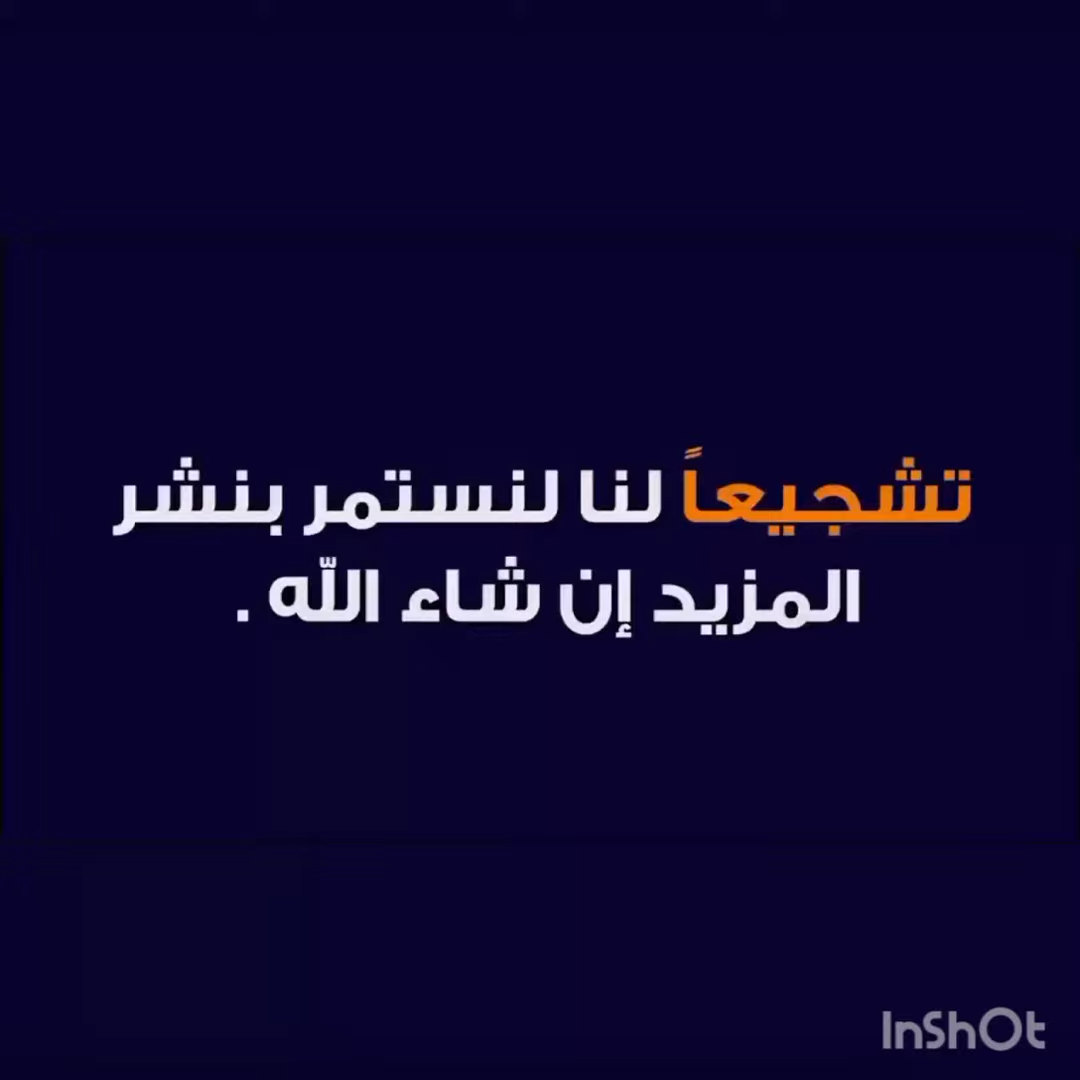 تشجيعاً لنا لنستمر بنشر
المزيد إن شاء الله .
InShOt